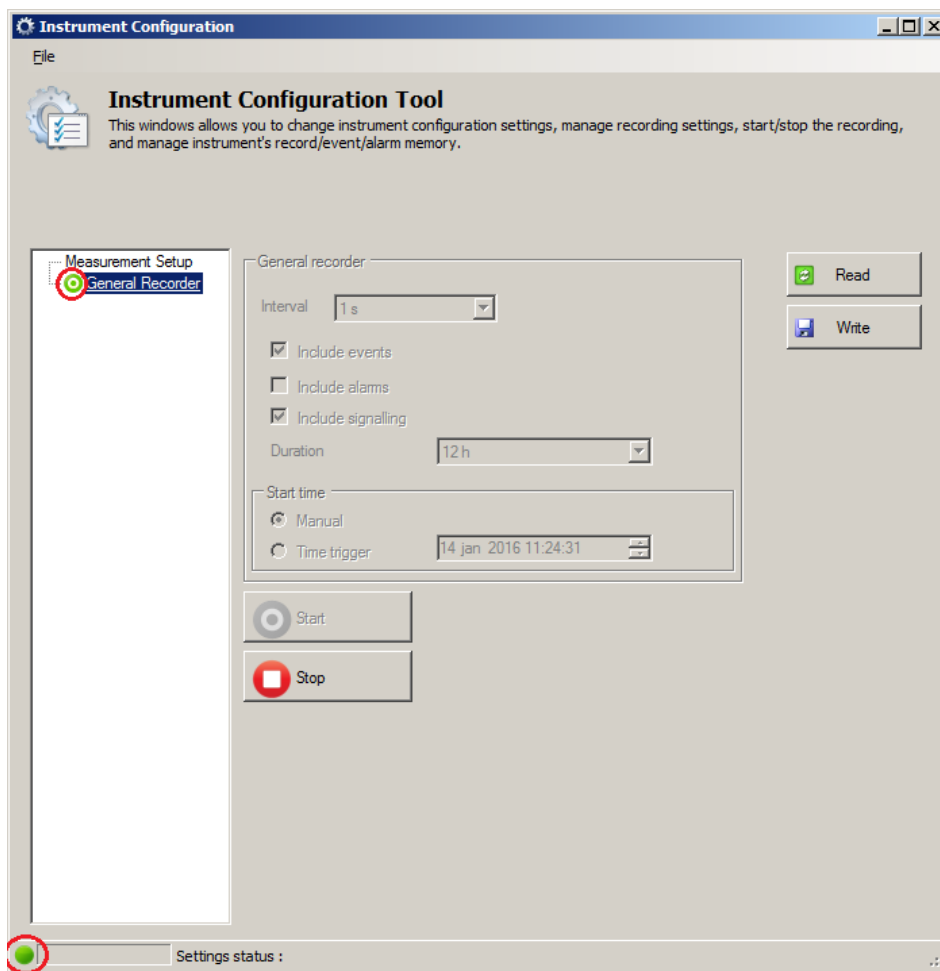 Instrument Configuration
File
Instrument Configuration Tool
This windows allows you to change instrument configuration settings, manage recording settings, start/stop the recording,
and manage instrument's record/event/alarm memory.
Measurement Setup
General Recorder
General recorder
Interval 1 s
Include events
Include alarms
Include signalling
Duration 12 h
Start time
Manual
Time trigger 14 jan 2016 11:24:31
Start
Stop
Read
Write
Settings status :